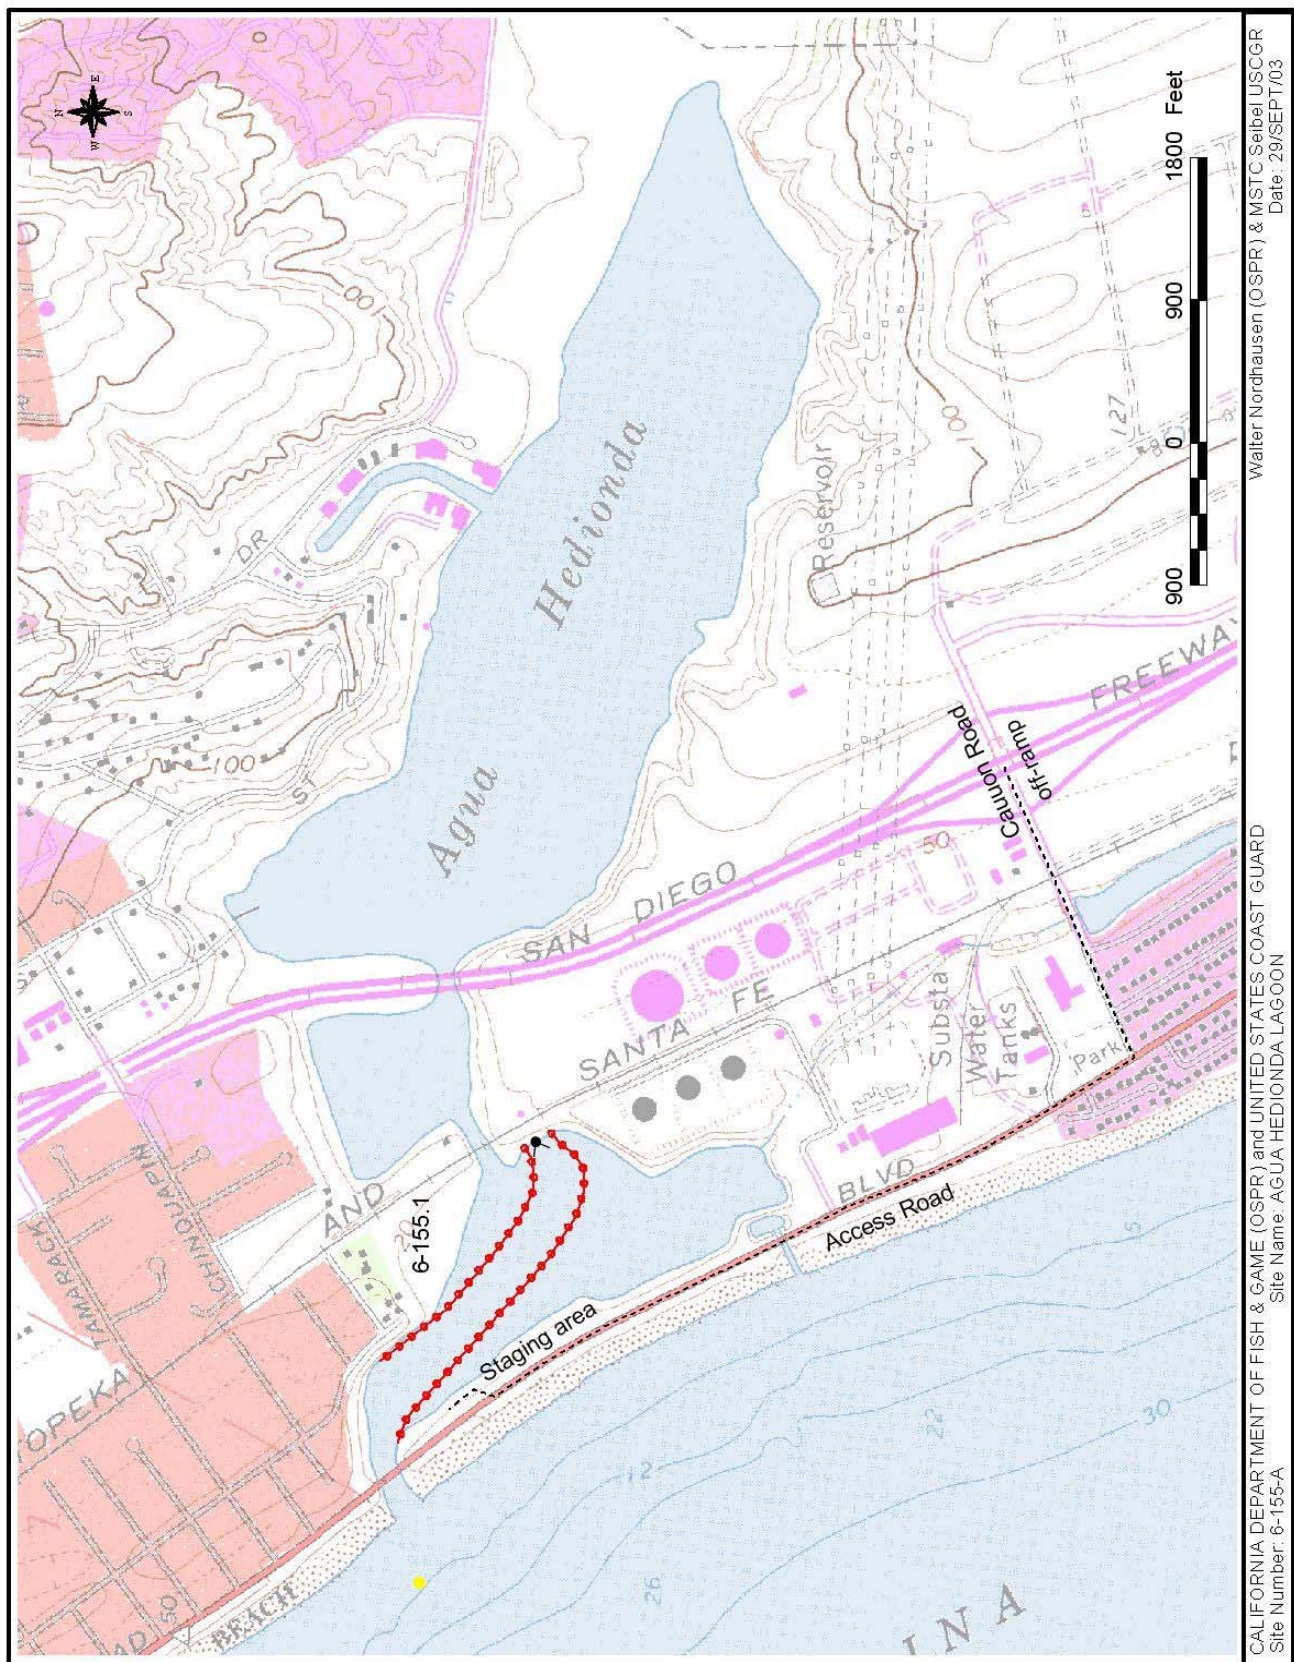 N
W
E
S
100
DR
100
ST
TAMARACK
CHINQUAPIN
TOPEKA
AND
6-155.1
50
BEACH
Agua
Hedionda
SAN DIEGO
SANTA FE
FREEWAY
Reservoir
100
127
50
Cannon Road
off-ramp
Substa
Water
Tanks
Park
BLVD
Access Road
Staging area
5
12
22
26
30
I N A
900 0 900 1800 Feet
CALIFORNIA DEPARTMENT OF FISH & GAME (OSPR) and UNITED STATES COAST GUARD
Walter Nordhausen (OSPR) & MSTC Seibel USCGR
Site Number: 6-155-A
Site Name: AGUA HEDIONDA LAGOON
Date: 29/SEPT/03